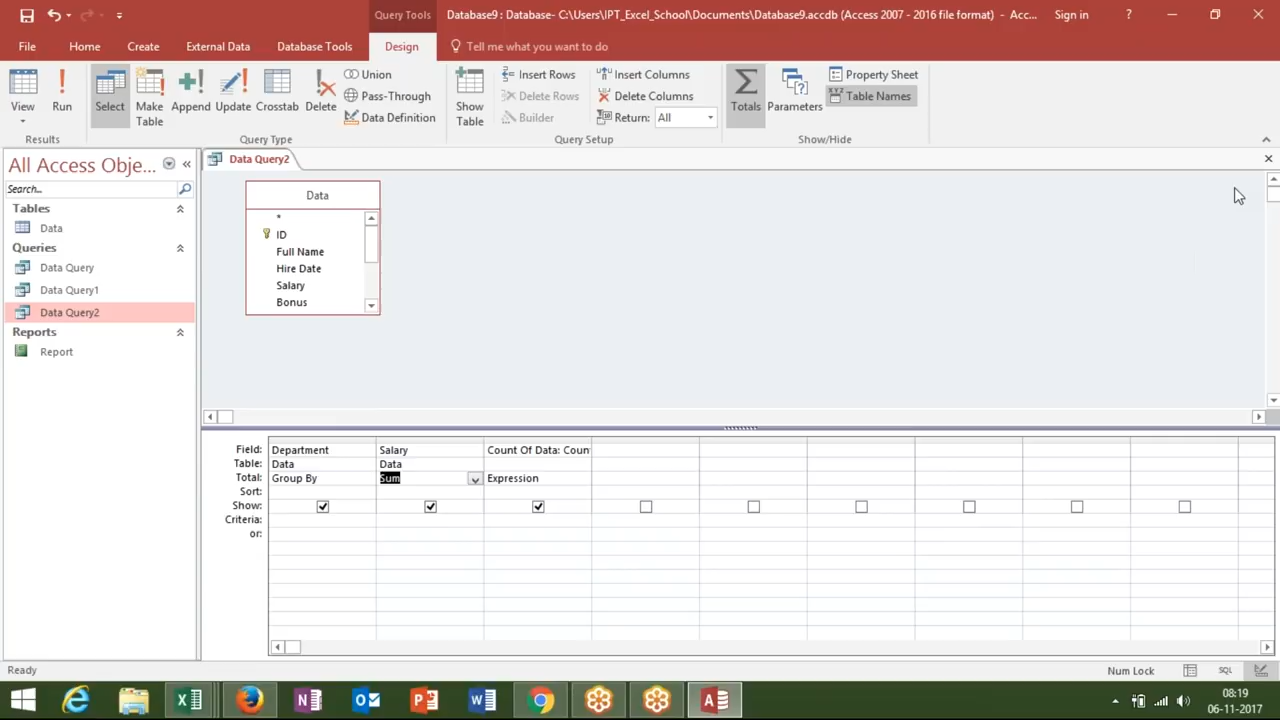 Query Tools
Database9 : Database- C:\Users\IPT_Excel_School\Documents\Database9.accdb (Access 2007 - 2016 file format) - Acc...
Sign in
?
File
Home
Create
External Data
Database Tools
Design
Tell me what you want to do
View
Run
Select
Make Table
Append
Update
Crosstab
Delete
Union
Pass-Through
Data Definition
Show Table
Insert Rows
Delete Rows
Builder
Insert Columns
Delete Columns
Return: All
Totals
Parameters
Property Sheet
Table Names
Results
Query Type
Query Setup
Show/Hide
All Access Obje...
Search...
Tables
Data
Queries
Data Query
Data Query1
Data Query2
Reports
Report
Data Query2
Data
*
ID
Full Name
Hire Date
Salary
Bonus
Field: Department Salary Count Of Data: Coun
Table: Data Data
Total: Group By Sum Expression
Sort:
Show:
Criteria:
or:
Ready
Num Lock
SQL
08:19
06-11-2017